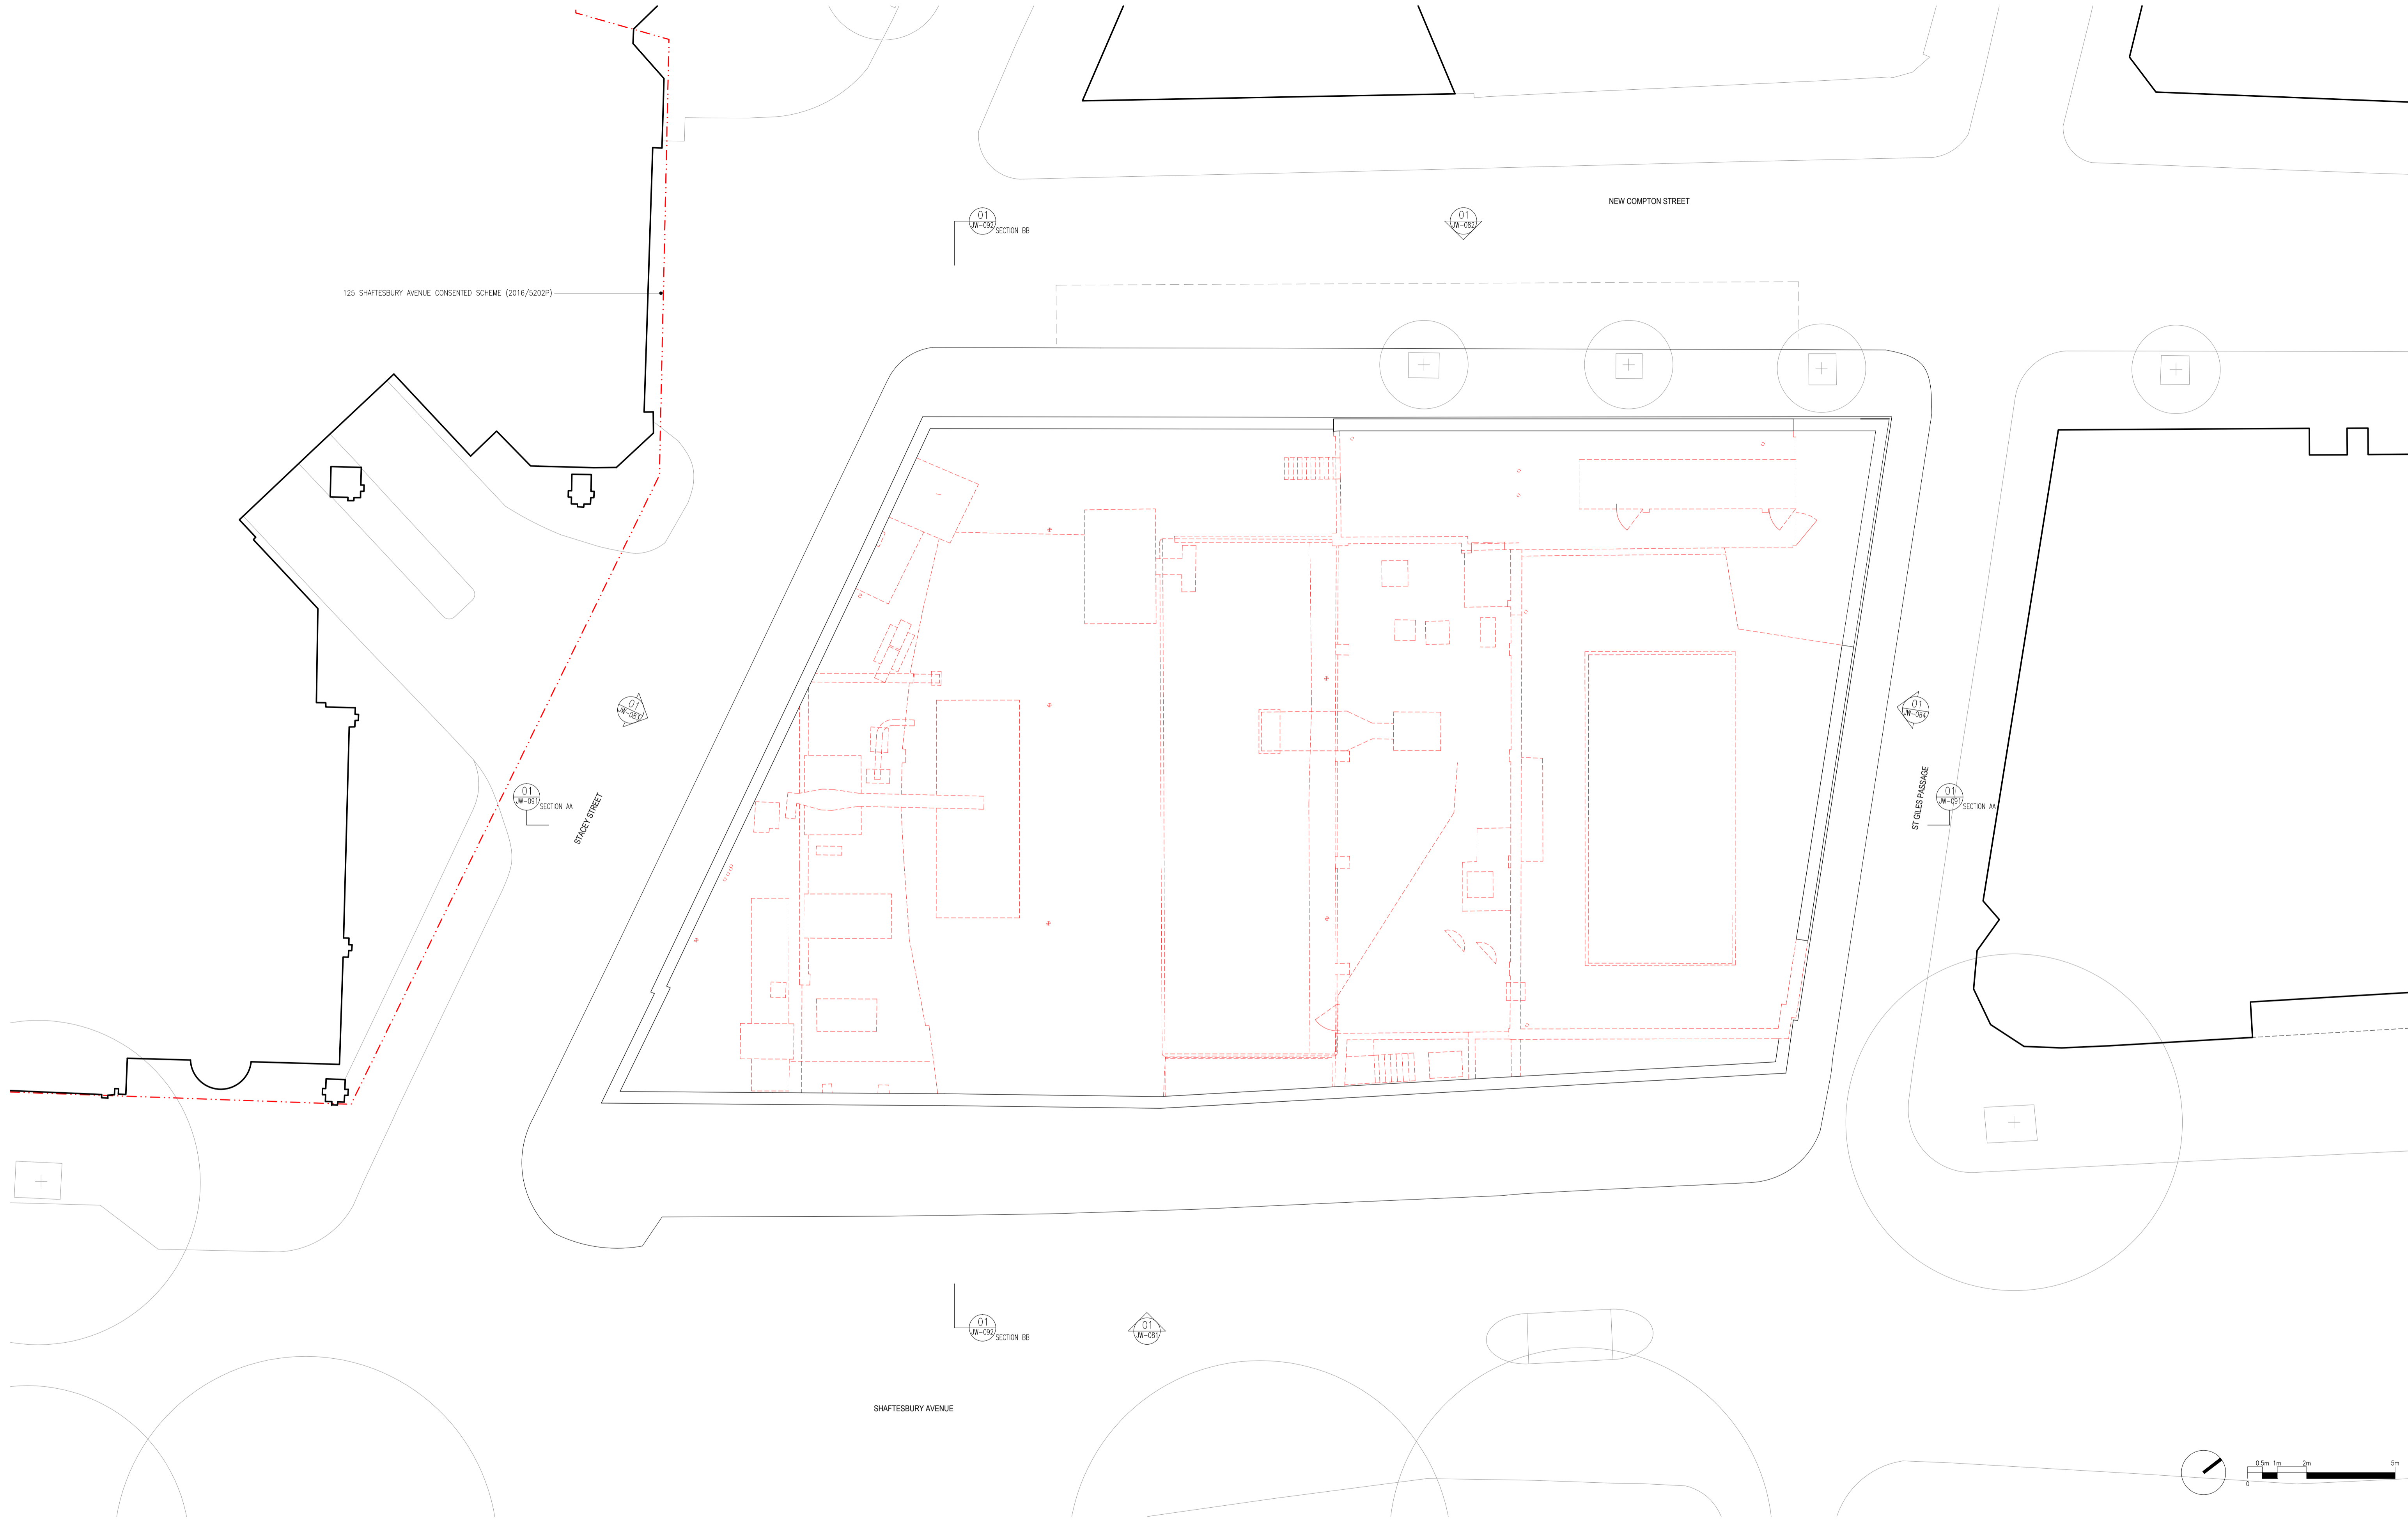 NEW COMPTON STREET
01
JW-092
SECTION BB
01
JW-082
125 SHAFTESBURY AVENUE CONSENTED SCHEME (2016/5202P)
01
JW-083
01
JW-084
01
JW-091
SECTION AA
STACEY STREET
ST GILES PASSAGE
01
JW-091
SECTION AA
01
JW-092
SECTION BB
01
JW-081
SHAFTESBURY AVENUE
0.5m 1m 2m 5m
0